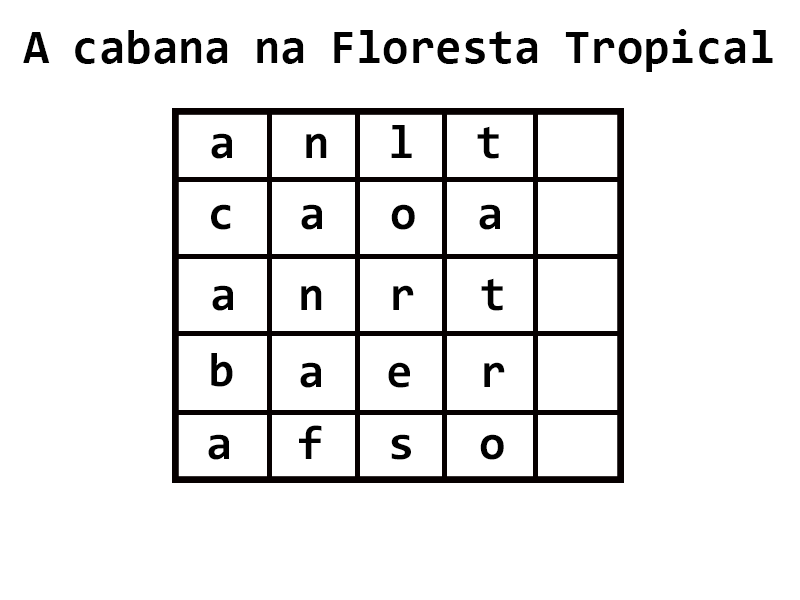 A cabana na Floresta Tropical
a n l t
c a o a
a n r t
b a e r
a f s o